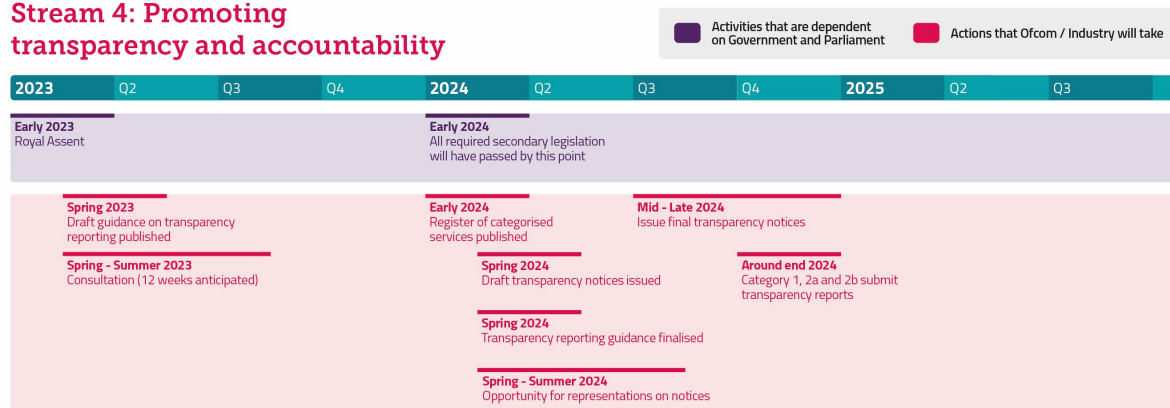 Stream 4: Promoting
transparency and accountability
Activities that are dependent
on Government and Parliament
Actions that Ofcom / Industry will take
2023 Q2 Q3 Q4 2024 Q2 Q3 Q4 2025 Q2 Q3
Early 2023
Royal Assent
Early 2024
All required secondary legislation
will have passed by this point
Spring 2023
Draft guidance on transparency
reporting published
Spring - Summer 2023
Consultation (12 weeks anticipated)
Early 2024
Register of categorised
services published
Spring 2024
Draft transparency notices issued
Spring 2024
Transparency reporting guidance finalised
Spring - Summer 2024
Opportunity for representations on notices
Mid - Late 2024
Issue final transparency notices
Around end 2024
Category 1, 2a and 2b submit
transparency reports